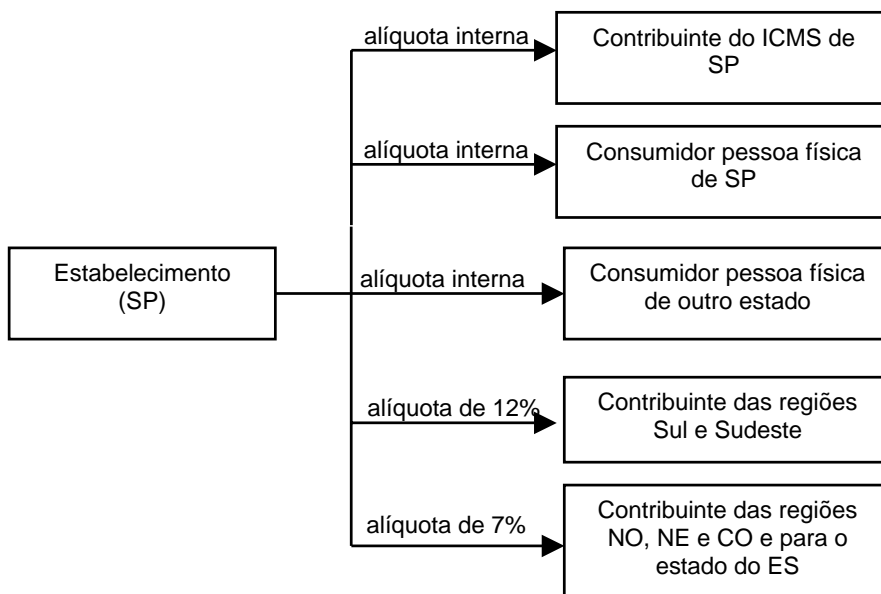 alíquota interna
Contribuinte do ICMS de
SP
alíquota interna
Consumidor pessoa física
de SP
Estabelecimento
(SP)
alíquota interna
Consumidor pessoa física
de outro estado
alíquota de 12%
Contribuinte das regiões
Sul e Sudeste
alíquota de 7%
Contribuinte das regiões
NO, NE e CO e para o
estado do ES